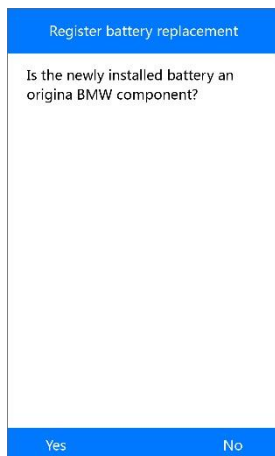 Register battery replacement
Is the newly installed battery an
origina BMW component?
Yes No